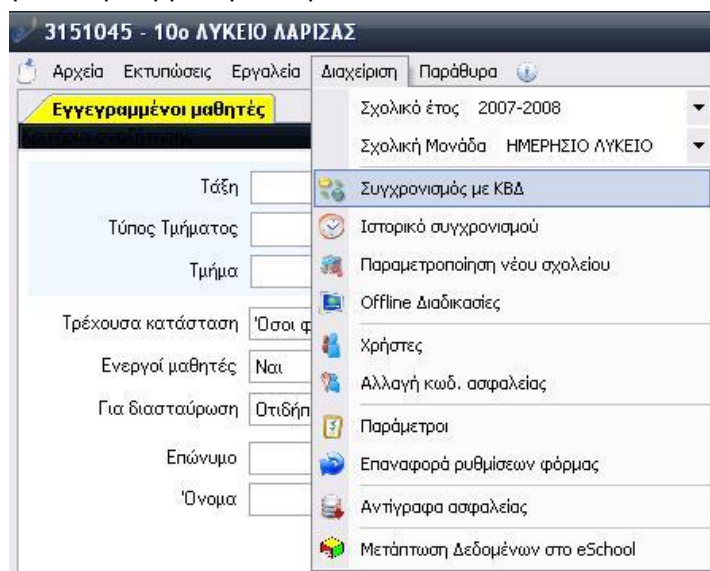 3151045 - 10ο ΛΥΚΕΙΟ ΛΑΡΙΣΑΣ
Αρχεία Εκτυπώσεις Εργαλεία Διαχείριση Παράθυρα
Εγγεγραμμένοι μαθητές
Σχολικό έτος 2007-2008
Σχολική Μονάδα ΗΜΕΡΗΣΙΟ ΛΥΚΕΙΟ
Τάξη
Συγχρονισμός με ΚΒΔ
Τύπος Τμήματος
Ιστορικό συγχρονισμού
Τμήμα
Παραμετροποίηση νέου σχολείου
Offline Διαδικασίες
Τρέχουσα κατάσταση 'Όσοι φ
Χρήστες
Ενεργοί μαθητές Ναι
Αλλαγή κωδ. ασφαλείας
Για διασταύρωση Οτιδήπ
Παράμετροι
Επώνυμο
Επαναφορά ρυθμίσεων φόρμας
'Όνομα
Αντίγραφα ασφαλείας
Μετάπτωση Δεδομένων στο eSchool